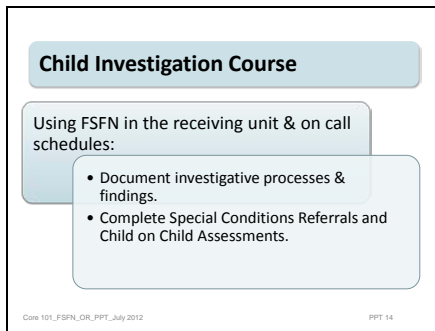 Child Investigation Course
Using FSFN in the receiving unit & on call
schedules:
• Document investigative processes &
findings.
• Complete Special Conditions Referrals and
Child on Child Assessments.
Core 101_FSFN_OR_PPT_July 2012
PPT 14